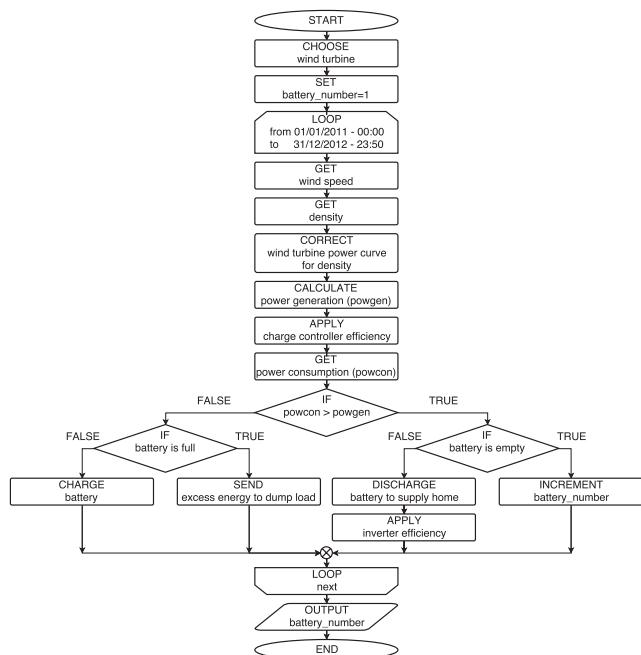 START
CHOOSE
wind turbine
SET
battery_number=1
LOOP
from 01/01/2011 - 00:00
to 31/12/2012 - 23:50
GET
wind speed
GET
density
CORRECT
wind turbine power curve
for density
CALCULATE
power generation (powgen)
APPLY
charge controller efficiency
GET
power consumption (powcon)
FALSE
IF
TRUE
powcon > powgen
FALSE
IF
TRUE
battery is full
FALSE
IF
TRUE
battery is empty
CHARGE
battery
SEND
excess energy to dump load
DISCHARGE
battery to supply home
INCREMENT
battery_number
APPLY
inverter efficiency
LOOP
next
OUTPUT
battery_number
END